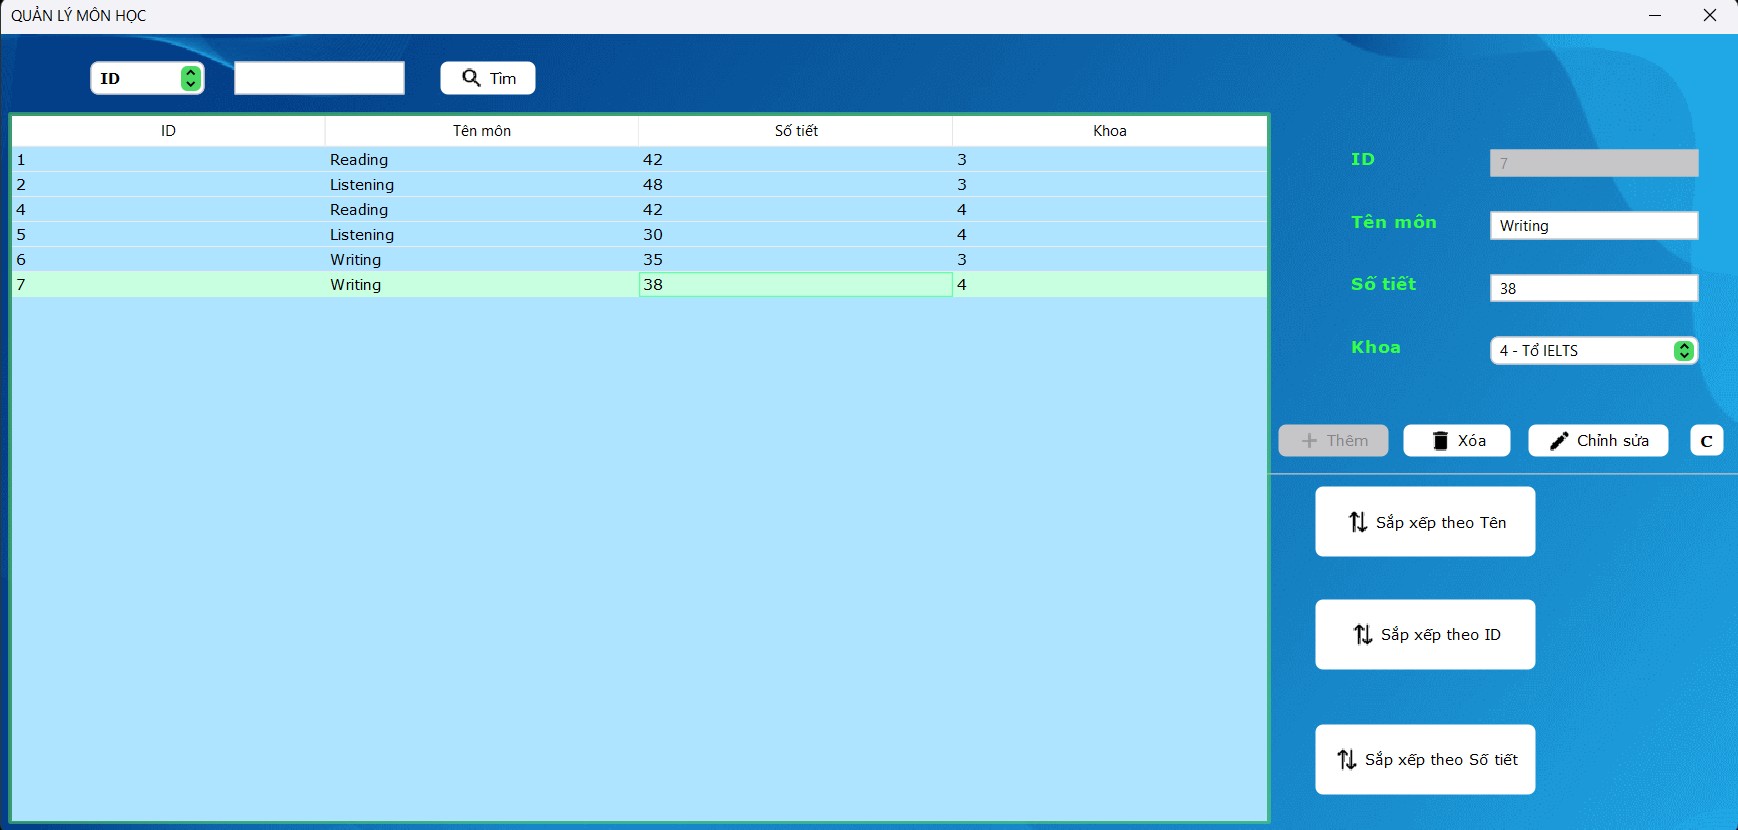 QUẢN LÝ MÔN HỌC
ID Tìm
ID Tên môn Số tiết Khoa
1 Reading 42 3
2 Listening 48 3
4 Reading 42 4
5 Listening 30 4
6 Writing 35 3
7 Writing 38 4
ID 7
Tên môn Writing
Số tiết 38
Khoa 4 - Tổ IELTS
Thêm Xóa Chỉnh sửa C
Sắp xếp theo Tên
Sắp xếp theo ID
Sắp xếp theo Số tiết